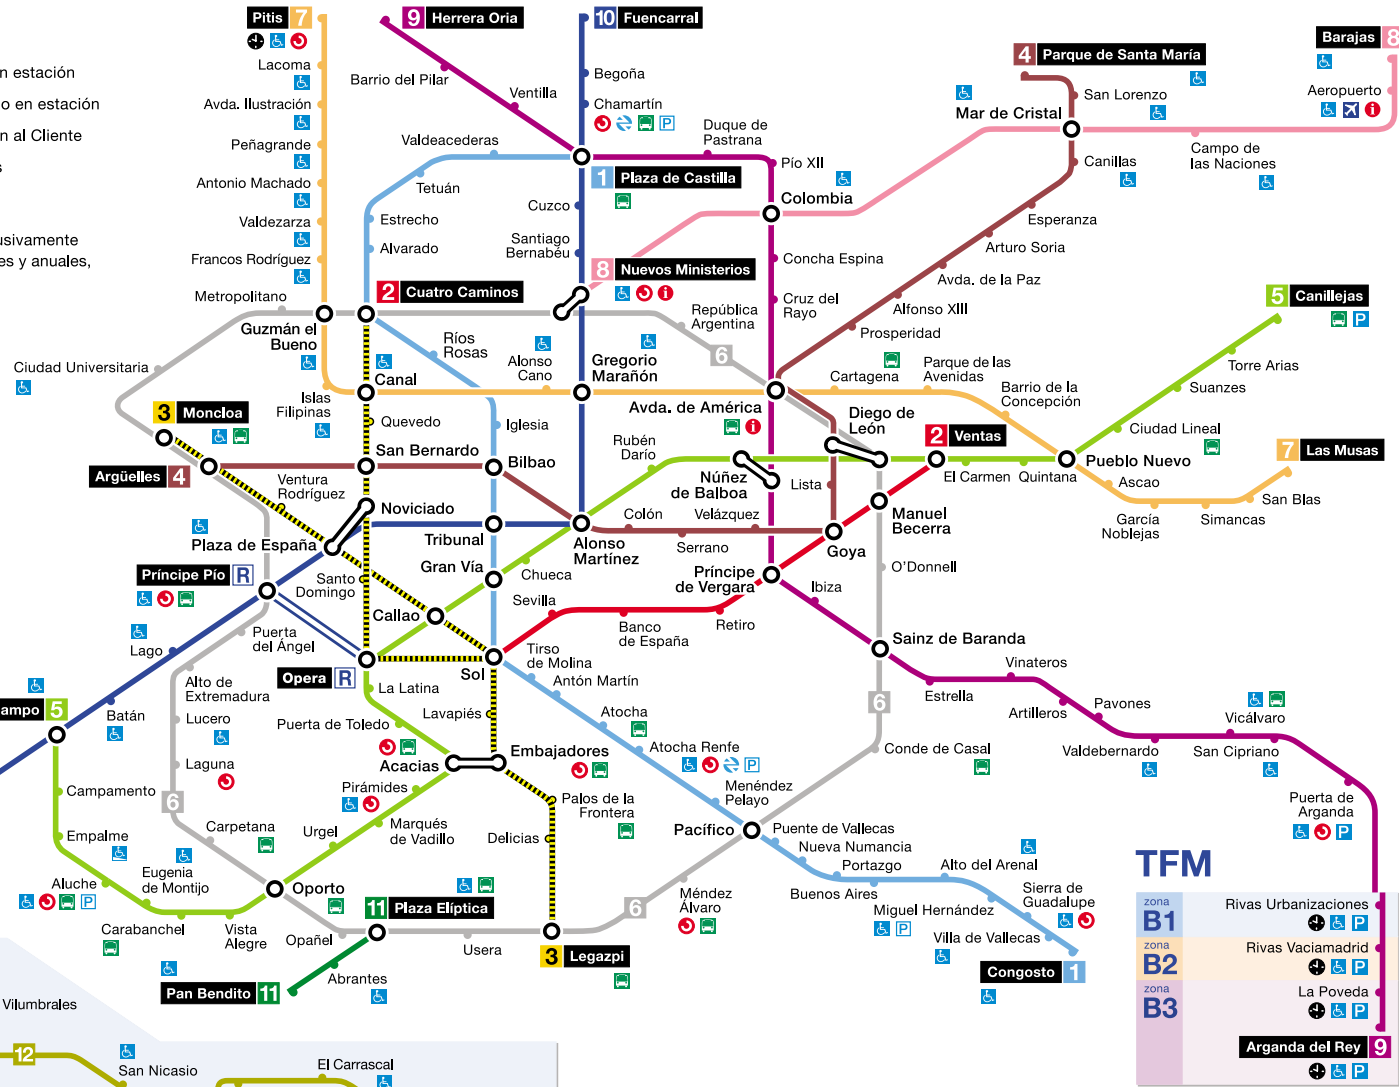 Pitis 7
9 Herrera Oria
10 Fuencarral
4 Parque de Santa María
Barajas 8
n estación
o en estación
n al Cliente
s
usivamente
es y anuales,
Lacoma
Avda. Ilustración
Peñagrande
Antonio Machado
Valdezarza
Francos Rodríguez
Metropolitano
Guzmán el
Bueno
Ciudad Universitaria
Islas
Filipinas
Barrio del Pilar
Ventilla
Begoña
Chamartín
P
Valdeacederas
Tetuán
Estrecho
Alvarado
1 Plaza de Castilla
Duque de
Pastrana
Pío XII
Colombia
Cuzco
Santiago
Bernabéu
8 Nuevos Ministerios
i
2 Cuatro Caminos
Concha Espina
Cruz del
Rayo
República
Argentina
6
Mar de Cristal
San Lorenzo
Canillas
Campo de
las Naciones
Aeropuerto
i
Esperanza
Arturo Soria
Avda. de la Paz
Alfonso XIII
Prosperidad
5 Canillejas
P
Torre Arias
Suanzes
Ciudad Lineal
Ríos
Rosas
Alonso
Cano
Gregorio
Marañón
Canal
Quevedo
Iglesia
Avda. de América
i
Cartagena
Parque de las
Avenidas
Barrio de la
Concepción
Diego de
León
2 Ventas
El Carmen
Quintana
Pueblo Nuevo
7 Las Musas
Ascao
García
Noblejas
Simancas
San Blas
3 Moncloa
Argüelles 4
San Bernardo
Bilbao
Rubén
Darío
Núñez
de Balboa
Lista
Manuel
Becerra
Ventura
Rodríguez
Noviciado
Plaza de España
Tribunal
Alonso
Martínez
Colón
Serrano
Velázquez
Goya
O'Donnell
Príncipe Pío R
Santo
Domingo
Gran Vía
Chueca
Callao
Sevilla
Banco
de España
Retiro
Príncipe
de Vergara
Ibiza
Sainz de Baranda
Puerta
del Ángel
Lago
Opera R
Sol
Tirso
de Molina
Antón Martín
La Latina
Lavapiés
Atocha
Alto de
Extremadura
Lucero
Batán
ampo 5
Puerta de Toledo
Embajadores
Atocha Renfe
P
Menéndez
Pelayo
6
Conde de Casal
Estrella
Vinateros
Artilleros
Pavones
Valdebernardo
Vicálvaro
San Cipriano
Puerta de
Arganda
P
Laguna
Acacias
Pirámides
Palos de la
Frontera
Campamento
6
Carpetana
Urgel
Marqués
de Vadillo
Delicias
Pacífico
Puente de Vallecas
Nueva Numancia
Portazgo
Buenos Aires
Alto del Arenal
Miguel Hernández
P
Sierra de
Guadalupe
Villa de Vallecas
Congosto 1
Empalme
Aluche
P
Eugenia
de Montijo
Carabanchel
Vista
Alegre
Oporto
Opañel
11 Plaza Elíptica
Usera
3 Legazpi
Méndez
Álvaro
6
Abrantes
Pan Bendito 11
TFM
zona
B1
Rivas Urbanizaciones
P
zona
B2
Rivas Vaciamadrid
P
zona
B3
La Poveda
P
Arganda del Rey 9
P
Vilumbrales
12
San Nicasio
El Carrascal